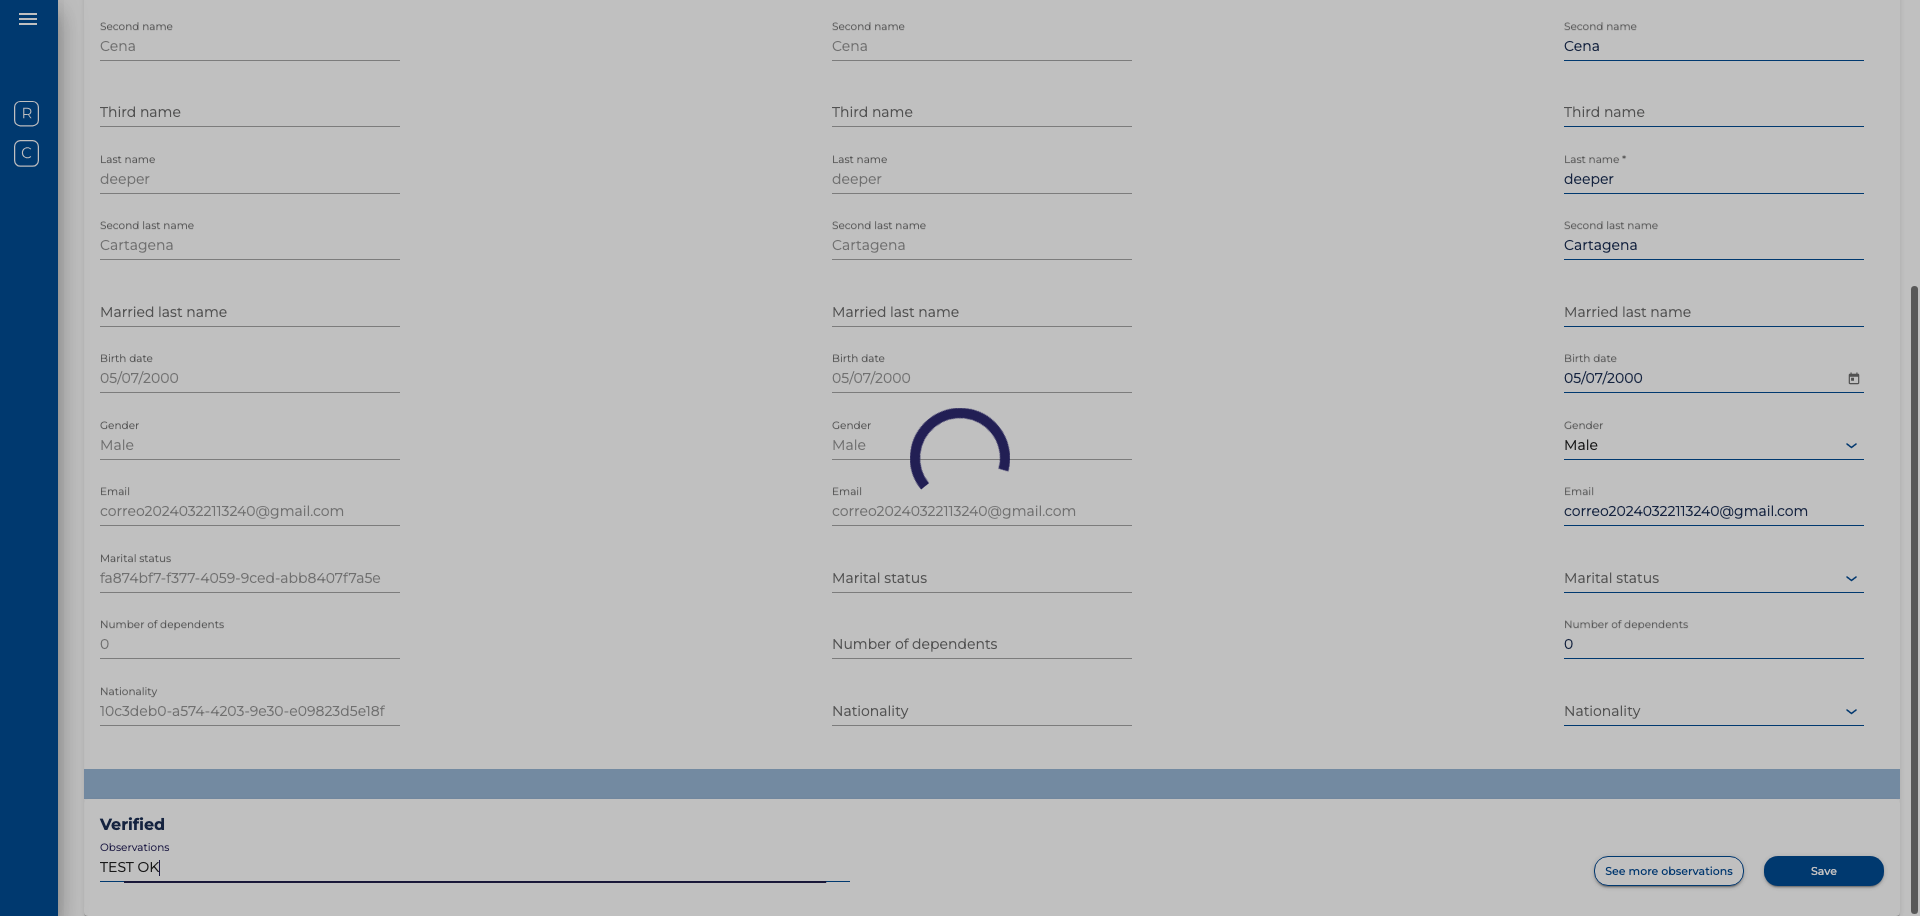 Second name Second name Second name
Cena Cena Cena
R
Third name Third name Third name
C
Last name Last name Last name *
deeper deeper deeper
Second last name Second last name Second last name
Cartagena Cartagena Cartagena
Married last name Married last name Married last name
Birth date Birth date Birth date
05/07/2000 05/07/2000 05/07/2000
Gender Gender Gender
Male Male Male
Email Email Email
correo20240322113240@gmail.com correo20240322113240@gmail.com correo20240322113240@gmail.com
Marital status
fa874bf7-f377-4059-9ced-abb8407f7a5e Marital status Marital status
Number of dependents Number of dependents
0 Number of dependents 0
Nationality
10c3deb0-a574-4203-9e30-e09823d5e18f Nationality Nationality
Verified
Observations
TEST OK
See more observations Save